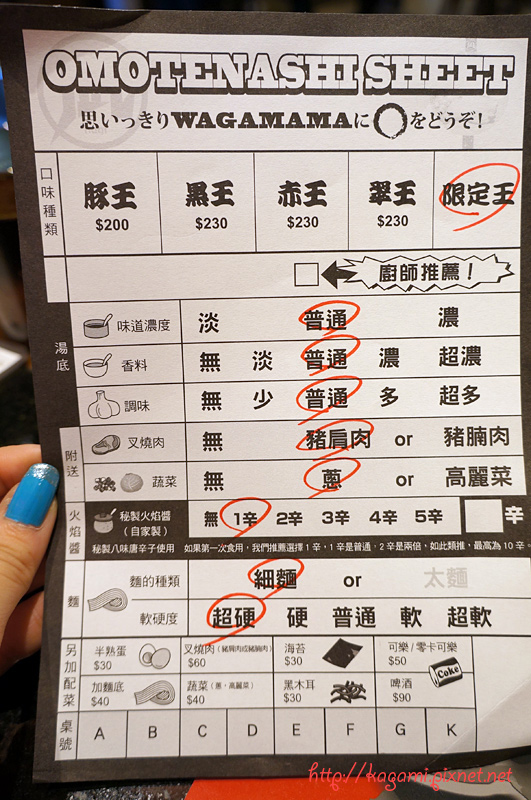 OMOTENASHI SHEET
思いっきりWAGAMAMAに〇をどうぞ!
口味種類 豚王 $200 黒王 $230 赤王 $230 翠王 $230 限定王
廚師推薦!
湯底
味道濃度 淡 普通 濃
香料 無 淡 普通 濃 超濃
調味 無 少 普通 多 超多
附送
叉燒肉 無 豬肩肉 or 豬腩肉
蔬菜 無 蔥 or 高麗菜
火焰醬
秘製火焰醬(自家製) 無 1辛 2辛 3辛 4辛 5辛 辛
秘製八味唐辛子使用 如果第一次食用,我們推薦選擇1辛,1辛是普通,2辛是兩倍,如此類推,最高為10辛。
麵
麵的種類 細麵 or 太麵
軟硬度 超硬 硬 普通 軟 超軟
另加配菜
半熟蛋 $30 叉燒肉(豬肩肉或豬腩肉) $60 海苔 $30 可樂/零卡可樂 $50
Coke
加麵底 $40 蔬菜(蔥,高麗菜) $40 黑木耳 $30 啤酒 $90
桌號 A B C D E F G K
http://kagami.pixnet.net